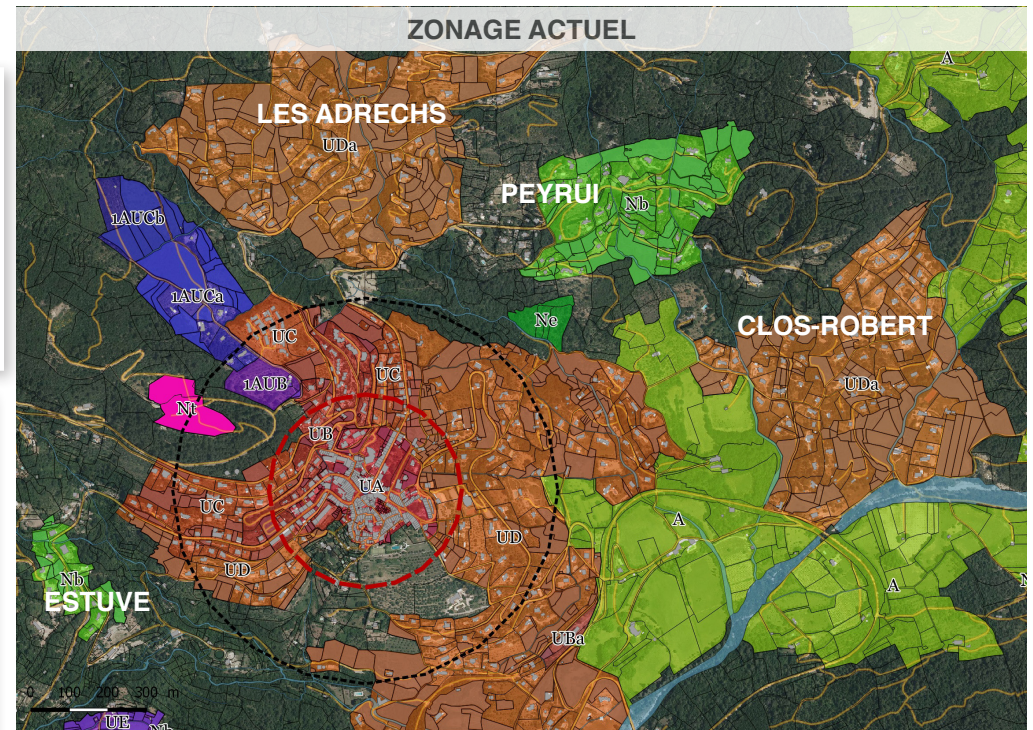 ZONAGE ACTUEL
A
LES ADRECHS
UDa
PEYRUI
Nb
1AUCb
1AUCa
Ne
CLOS-ROBERT
UC
UC
1AUB
UDa
Nt
UB
UA
UC
A
UD
UD
Nb
A
ESTUVE
UBa
0 100 200 300 m
UE
Nb